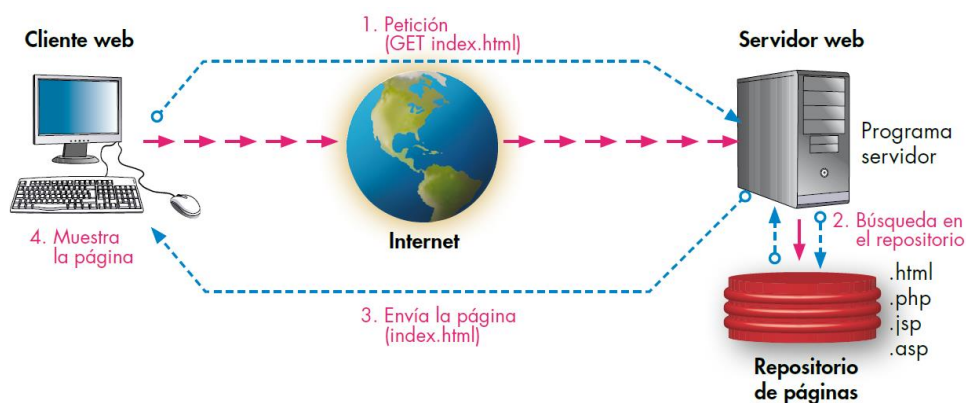 Cliente web
1. Petición
(GET index.html)
Servidor web
Programa
servidor
Internet
4. Muestra
la página
2. Búsqueda en
el repositorio
3. Envía la página
(index.html)
.html
.php
.jsp
.asp
Repositorio
de páginas